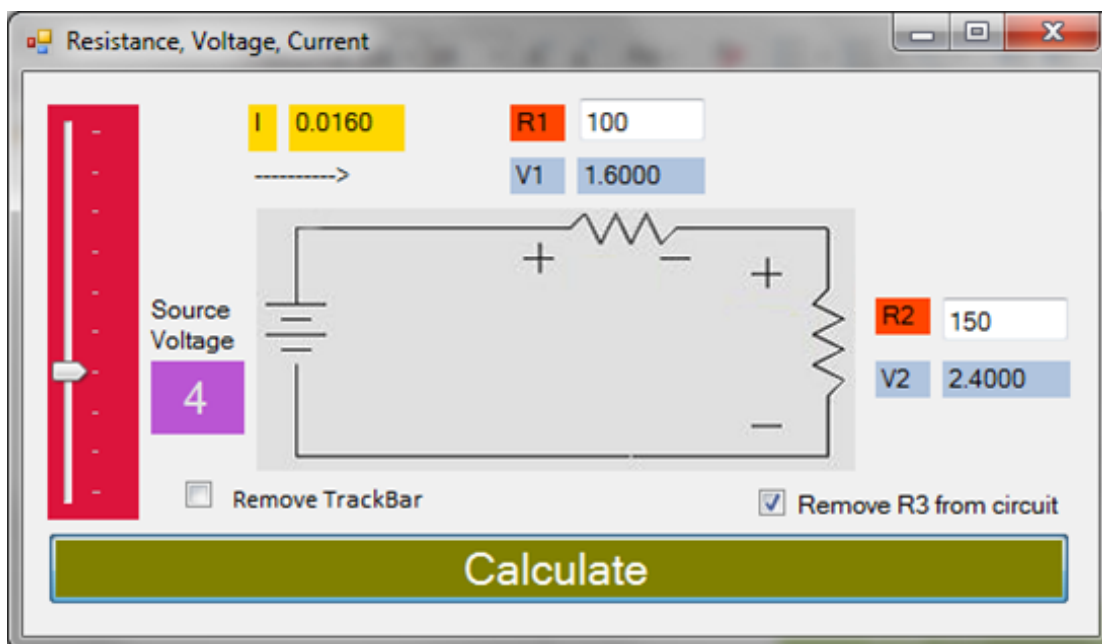 Resistance, Voltage, Current
I 0.0160
R1 100
---------->
V1 1.6000
+ −
+
Source
Voltage
4
R2 150
V2 2.4000
−
Remove TrackBar
Remove R3 from circuit
Calculate